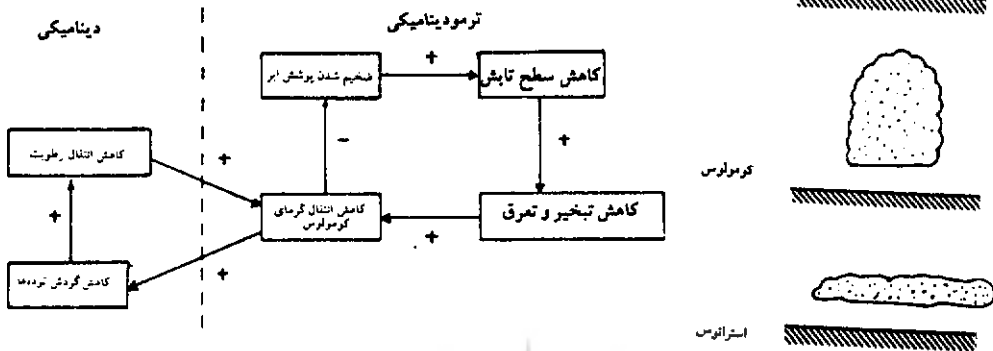 ترمودینامیکی
دینامیکی
ضخیم شدن پوشش ابر
+
کاهش سطح تابش
+
-
+
کاهش انتقال رطوبت
+
کاهش انتقال گرمای
کومولوس
+
کاهش تبخیر و تعرق
+
کاهش گردش توده‌ها
+
کومولوس
استراتوس